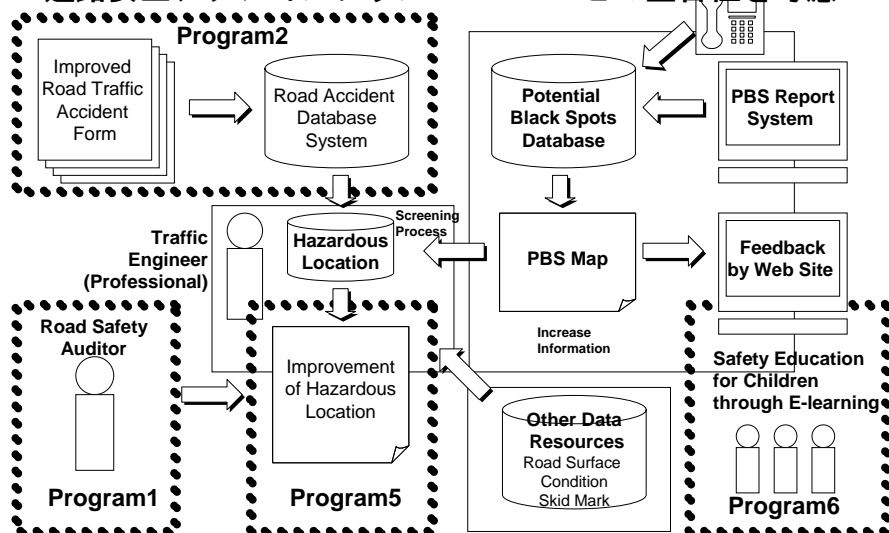 Program2
Improved
Road Traffic
Accident
Form
Road Accident
Database
System
Potential
Black Spots
Database
PBS Report
System
Traffic
Engineer
(Professional)
Hazardous
Location
Screening
Process
PBS Map
Feedback
by Web Site
Increase
Information
Road Safety
Auditor
Program1
Improvement
of Hazardous
Location
Program5
Other Data
Resources
Road Surface
Condition
Skid Mark
Safety Education
for Children
through E-learning
Program6